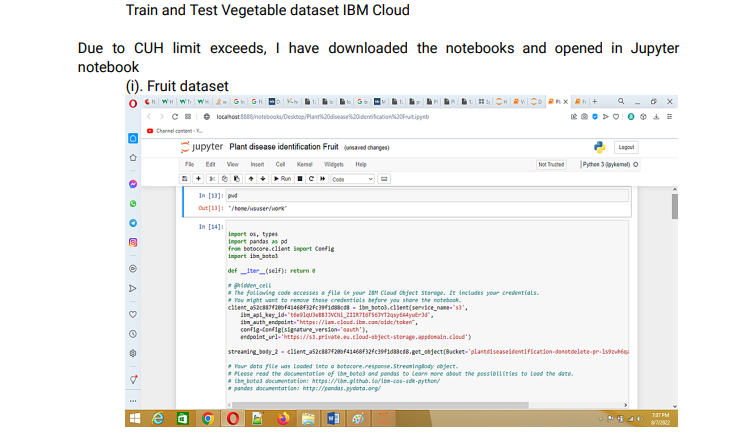 Train and Test Vegetable dataset IBM Cloud
Due to CUH limit exceeds, I have downloaded the notebooks and opened in Jupyter
notebook
(i). Fruit dataset
localhost:8888/notebooks/Desktop/Plant%20disease%20identification%20Fruit.ipynb
Channel content - Y...
jupyter Plant disease identification Fruit (unsaved changes)
Logout
File Edit View Insert Cell Kernel Widgets Help
Not Trusted Python 3 (ipykernel)
Run Code
In [13]: pwd
Out[13]: '/home/wsuser/work'
In [14]:
import os, types
import pandas as pd
from botocore.client import Config
import ibm_boto3
def __iter__(self): return 0
# @hidden_cell
# The following code accesses a file in your IBM Cloud Object Storage. It includes your credentials.
# You might want to remove those credentials before you share the notebook.
ibm_boto3.client(service_name='s3',
ibm_auth_endpoint="https://iam.cloud.ibm.com/oidc/token",
config=Config(signature_version='oauth'),
endpoint_url='https://s3.private.eu.cloud-object-storage.appdomain.cloud')
# Your data file was loaded into a botocore.response.StreamingBody object.
# Please read the documentation of ibm_boto3 and pandas to learn more about the possibilities to load the data.
# ibm_boto3 documentation: https://ibm.github.io/ibm-cos-sdk-python/
# pandas documentation: http://pandas.pydata.org/
7:07 PM
8/7/2022